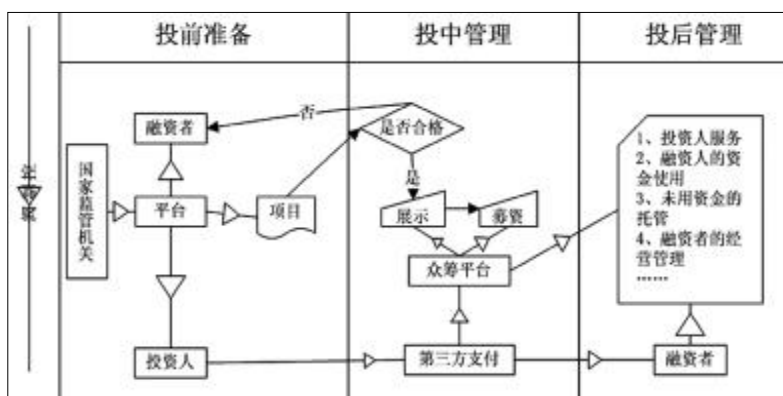 投前准备
投中管理
投后管理
融资者
否
是否合格
国家监管机关
平台
项目
是
展示
募资
众筹平台
1、投资人服务
2、融资人的资
金使用
3、未用资金的
托管
4、融资者的经
营管理
……
投资人
第三方支付
融资者